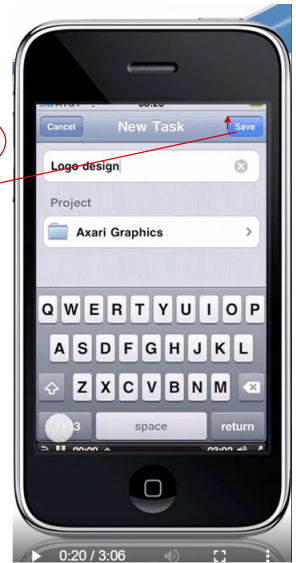 Cancel New Task Save
Logo design
Project
Axari Graphics
Q W E R T Y U I O P
A S D F G H J K L
Z X C V B N M
space return
0:20 / 3:06